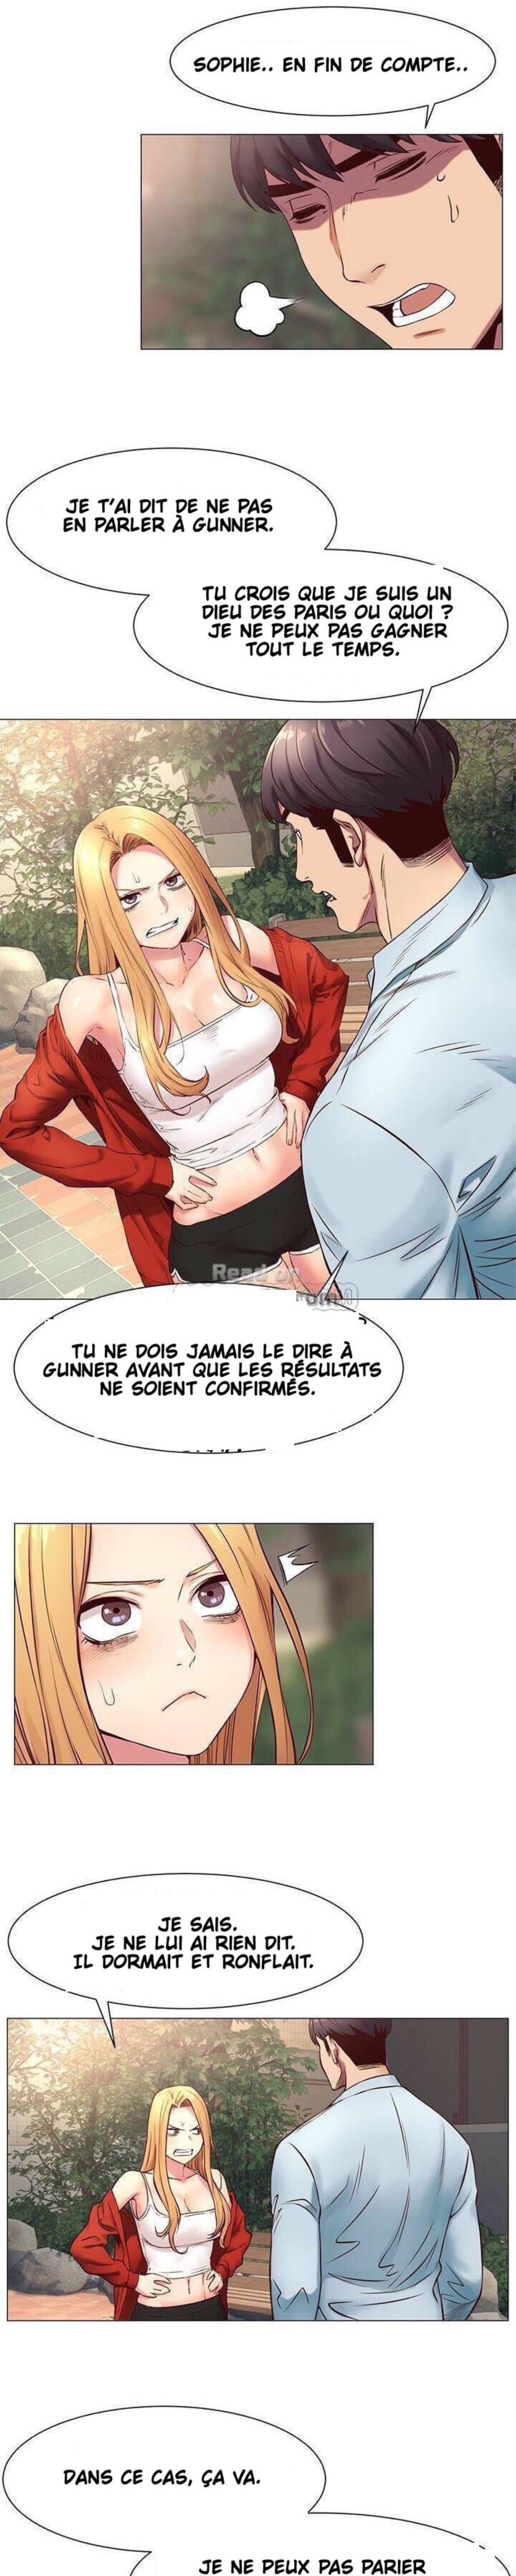 SOPHIE.. EN FIN DE COMPTE..
JE T'AI DIT DE NE PAS
EN PARLER À GUNNER.
TU CROIS QUE JE SUIS UN
DIEU DES PARIS OU QUOI ?
JE NE PEUX PAS GAGNER
TOUT LE TEMPS.
Read on
TU NE DOIS JAMAIS LE DIRE À
GUNNER AVANT QUE LES RÉSULTATS
NE SOIENT CONFIRMÉS.
JE SAIS.
JE NE LUI AI RIEN DIT.
IL DORMAIT ET RONFLAIT.
DANS CE CAS, ÇA VA.
JE NE PEUX PAS PARIER